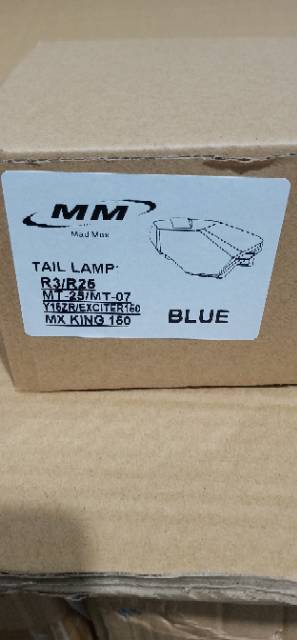 MM
Mad Max
TAIL LAMP
R3/R25
MT-25/MT-07
Y15ZR/EXCITER150
MX KING 150
BLUE